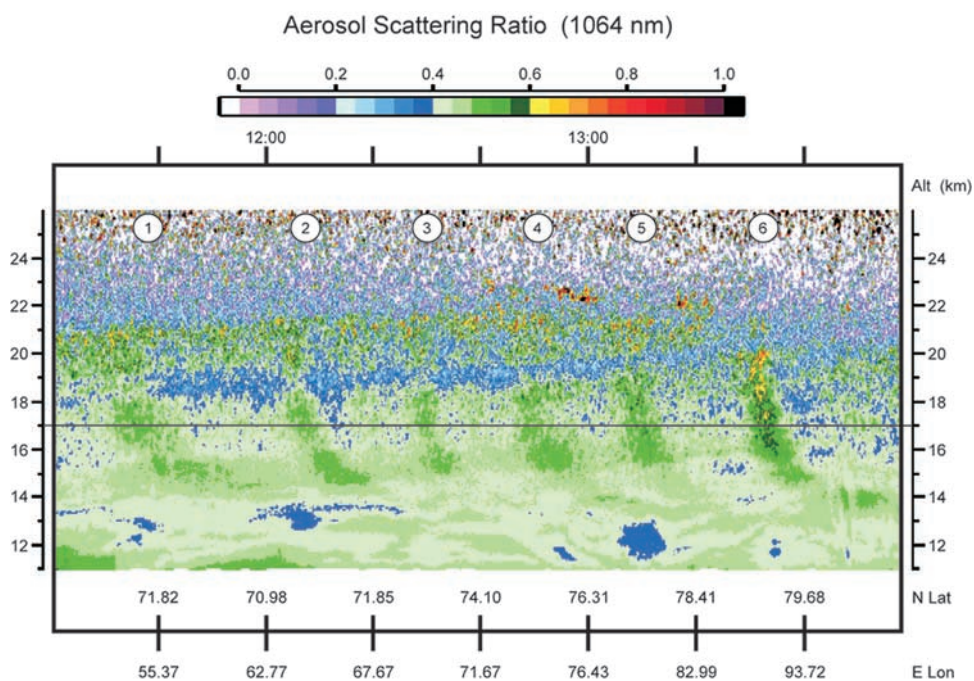 Aerosol Scattering Ratio (1064 nm)
0.0 0.2 0.4 0.6 0.8 1.0
12:00 13:00
Alt (km)
1 2 3 4 5 6
24 24
22 22
20 20
18 18
16 16
14 14
12 12
71.82 70.98 71.85 74.10 76.31 78.41 79.68 N Lat
55.37 62.77 67.67 71.67 76.43 82.99 93.72 E Lon